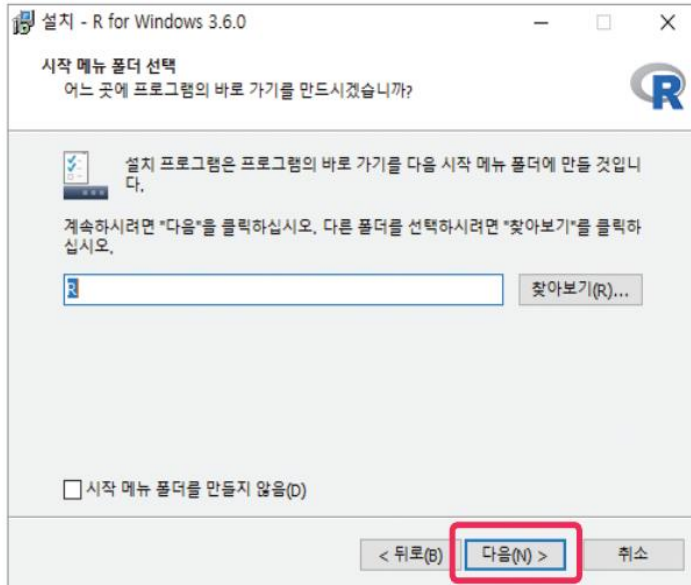 설치 - R for Windows 3.6.0
시작 메뉴 폴더 선택
어느 곳에 프로그램의 바로 가기를 만드시겠습니까?
R
설치 프로그램은 프로그램의 바로 가기를 다음 시작 메뉴 폴더에 만들 것입니
다.
계속하시려면 "다음"을 클릭하십시오. 다른 폴더를 선택하시려면 "찾아보기"를 클릭하
십시오.
R
찾아보기(R)...
시작 메뉴 폴더를 만들지 않음(D)
< 뒤로(B)
다음(N) >
취소